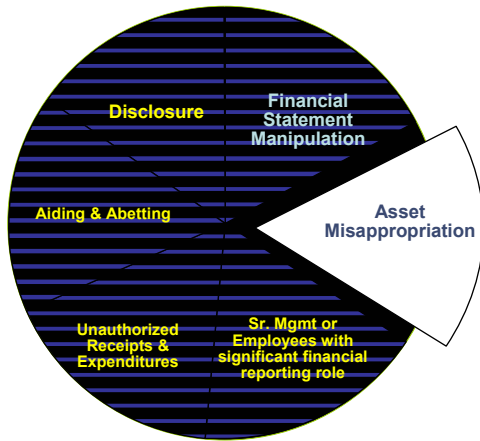 Disclosure
Financial
Statement
Manipulation
Aiding & Abetting
Asset
Misappropriation
Unauthorized
Receipts &
Expenditures
Sr. Mgmt or
Employees with
significant financial
reporting role